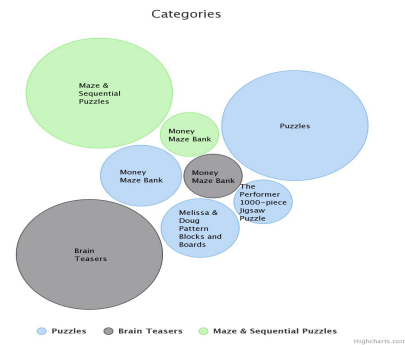 Categories
Maze &
Sequential
Puzzles
Money
Maze Bank
Puzzles
Money
Maze Bank
Money
Maze Bank
The
Performer
1000-piece
Jigsaw
Puzzle
Melissa &
Doug
Pattern
Blocks and
Boards
Brain
Teasers
Puzzles
Brain Teasers
Maze & Sequential Puzzles
Highcharts.com